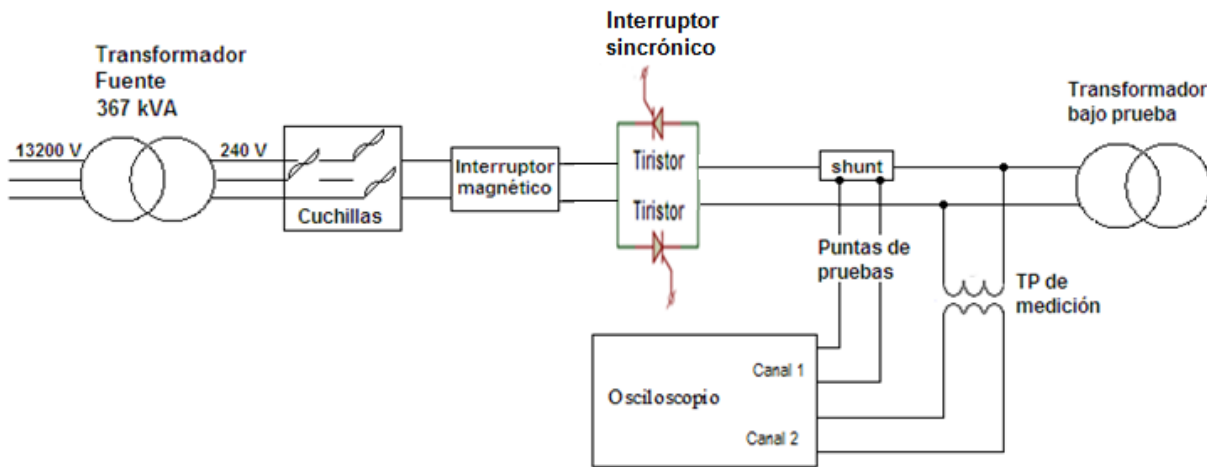 Interruptor
sincrónico
Transformador
Fuente
367 kVA
Transformador
bajo prueba
13200 V
240 V
Cuchillas
Interruptor
magnético
Tiristor
Tiristor
shunt
Puntas de
pruebas
TP de
medición
Canal 1
Osciloscopio
Canal 2